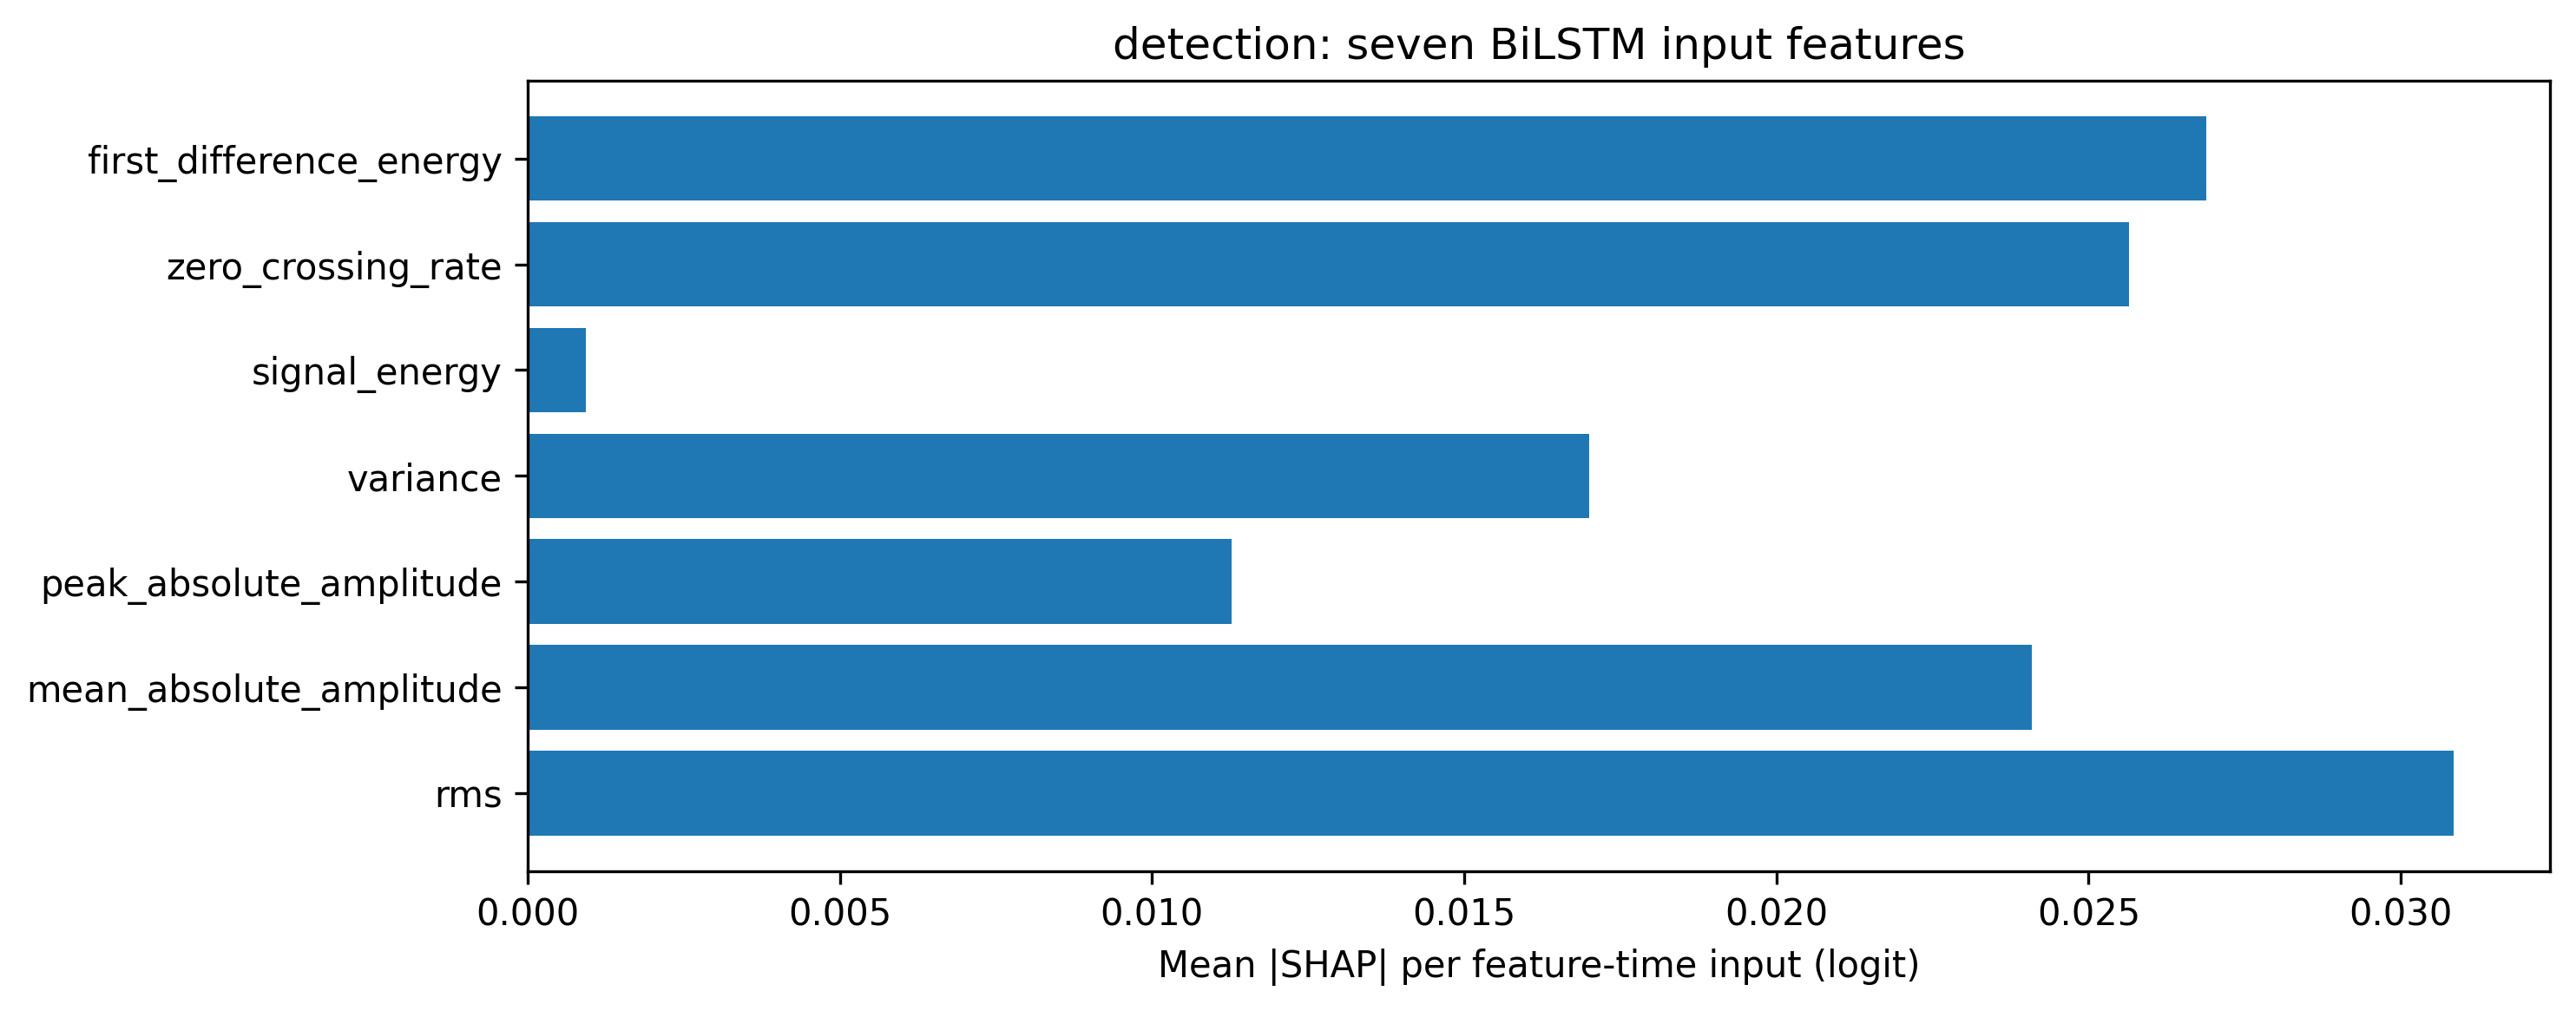 detection: seven BiLSTM input features
first_difference_energy
zero_crossing_rate
signal_energy
variance
peak_absolute_amplitude
mean_absolute_amplitude
rms
0.000 0.005 0.010 0.015 0.020 0.025 0.030
Mean |SHAP| per feature-time input (logit)